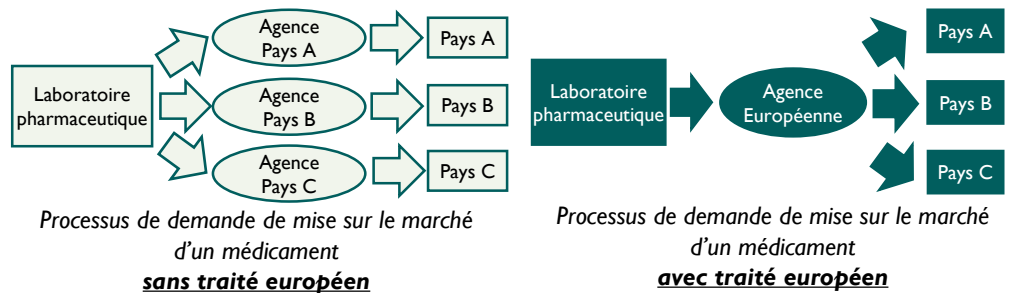 Laboratoire
pharmaceutique
Agence
Pays A
Pays A
Agence
Pays B
Pays B
Agence
Pays C
Pays C
Processus de demande de mise sur le marché
d'un médicament
sans traité européen
Laboratoire
pharmaceutique
Agence
Européenne
Pays A
Pays B
Pays C
Processus de demande de mise sur le marché
d'un médicament
avec traité européen